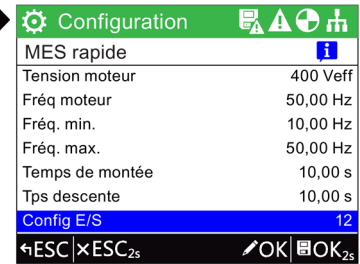 Configuration
MES rapide i
Tension moteur 400 Veff
Fréq moteur 50,00 Hz
Fréq. min. 10,00 Hz
Fréq. max. 50,00 Hz
Temps de montée 10,00 s
Tps descente 10,00 s
Config E/S 12
↰ESC|×ESC2s OK|OK2s